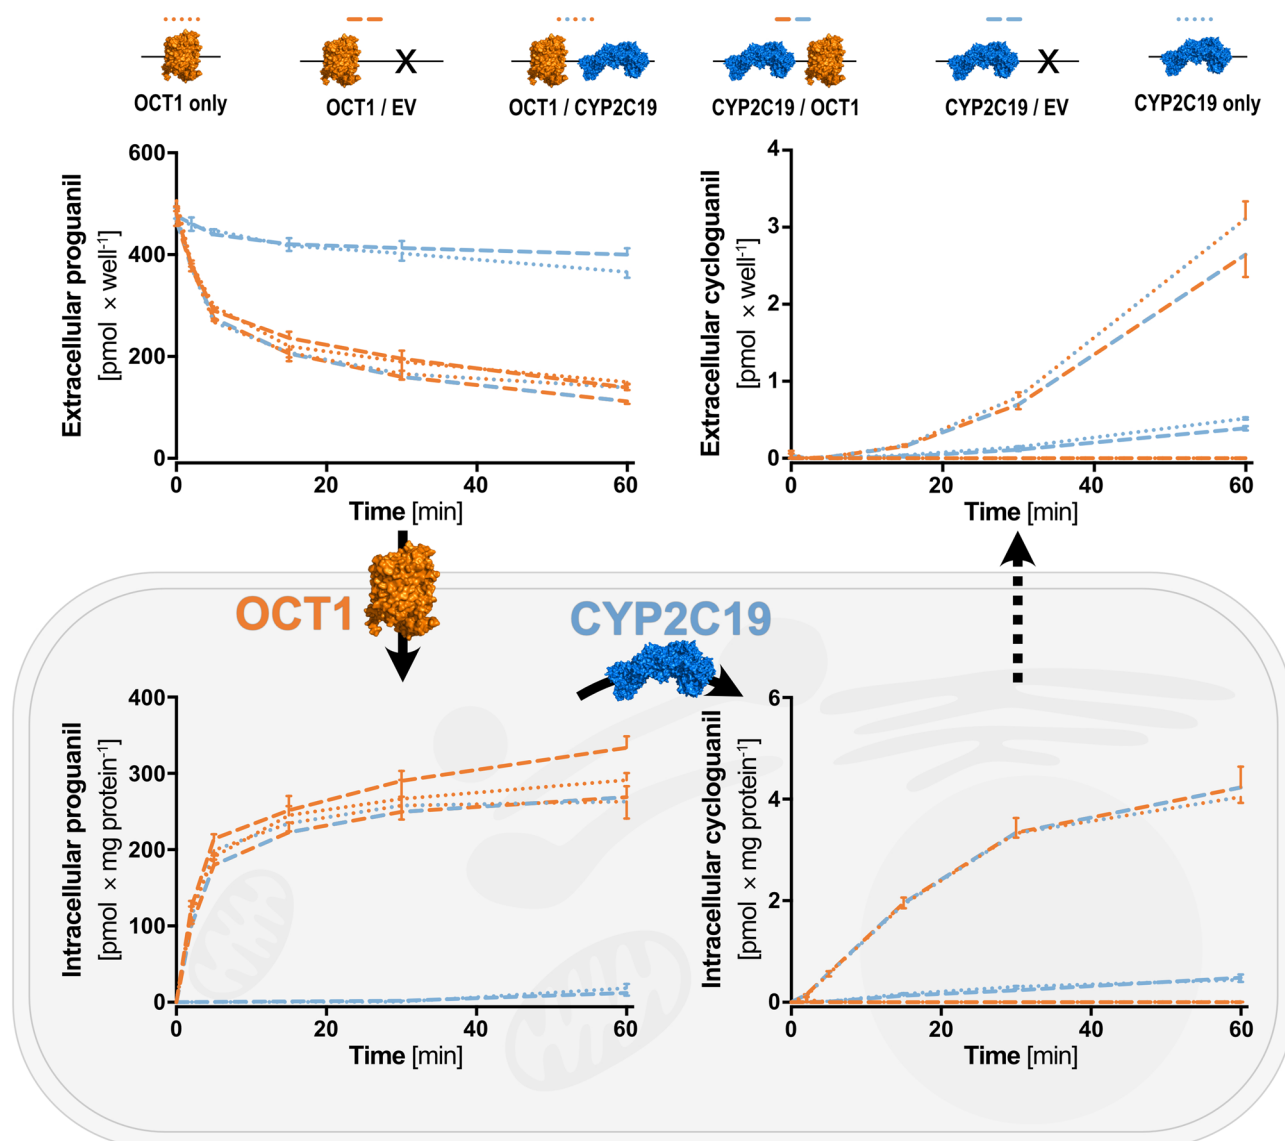 OCT1 only
OCT1 / EV
OCT1 / CYP2C19
CYP2C19 / OCT1
CYP2C19 / EV
CYP2C19 only
X
X
Extracellular proguanil
[pmol × well⁻¹]
600
400
200
0
0
20
40
60
Time [min]
Extracellular cycloguanil
[pmol × well⁻¹]
4
3
2
1
0
0
20
40
60
Time [min]
OCT1
CYP2C19
Intracellular proguanil
[pmol × mg protein⁻¹]
400
300
200
100
0
0
20
40
60
Time [min]
Intracellular cycloguanil
[pmol × mg protein⁻¹]
6
4
2
0
0
20
40
60
Time [min]